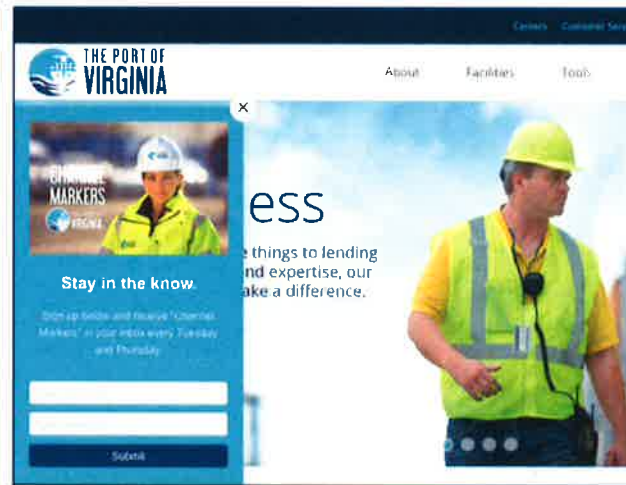 Careers Customer Serv
THE PORT OF
VIRGINIA
About Facilities Tools
×
CHANNEL
MARKERS
VIRGINIA
ess
e things to lending
nd expertise, our
ake a difference.
Stay in the know.
Sign up below and receive "Channel
Markers" in your inbox every Tuesday
and Thursday.
Submit